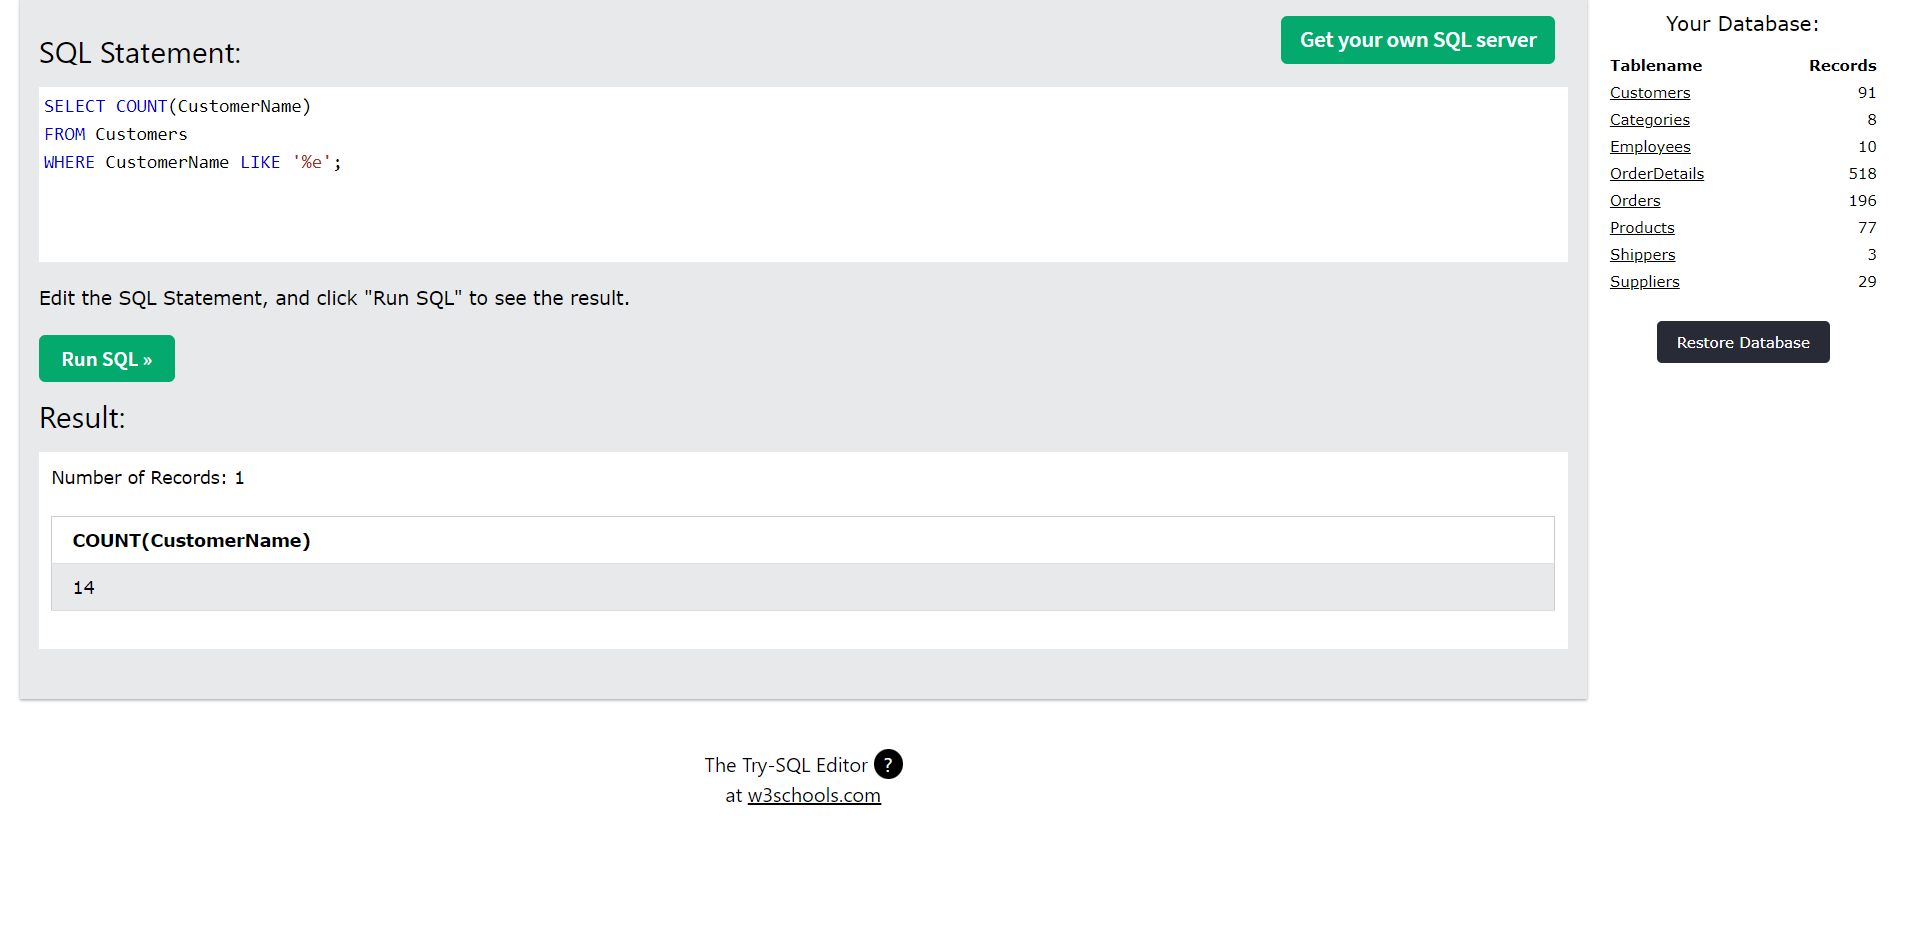 SQL Statement:
Get your own SQL server
SELECT COUNT(CustomerName)
FROM Customers
WHERE CustomerName LIKE '%e';
Edit the SQL Statement, and click "Run SQL" to see the result.
Run SQL »
Result:
Number of Records: 1
COUNT(CustomerName)
14
The Try-SQL Editor ?
at w3schools.com
Your Database:
Tablename Records
Customers 91
Categories 8
Employees 10
OrderDetails 518
Orders 196
Products 77
Shippers 3
Suppliers 29
Restore Database